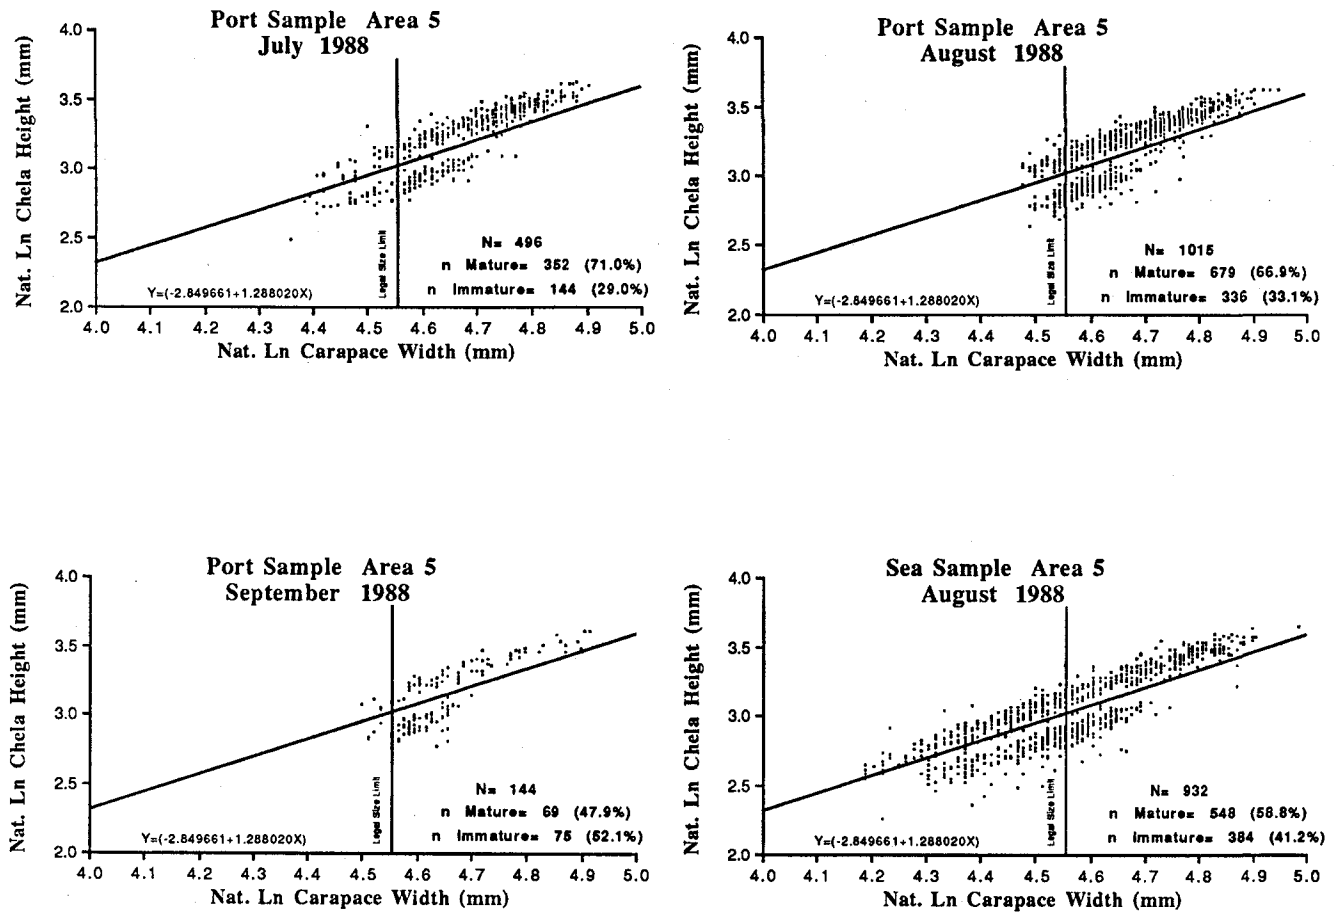 Port Sample Area 5
July 1988
Nat. Ln Chela Height (mm)
4.0
3.5
3.0
2.5
2.0
Legal Size Limit
N= 496
n Mature= 352 (71.0%)
n Immature= 144 (29.0%)
Y=(-2.849661+1.288020X)
4.0 4.1 4.2 4.3 4.4 4.5 4.6 4.7 4.8 4.9 5.0
Nat. Ln Carapace Width (mm)
Port Sample Area 5
August 1988
Nat. Ln Chela Height (mm)
4.0
3.5
3.0
2.5
2.0
Legal Size Limit
N= 1015
n Mature= 679 (66.9%)
n Immature= 336 (33.1%)
Y=(-2.849661+1.288020X)
4.0 4.1 4.2 4.3 4.4 4.5 4.6 4.7 4.8 4.9 5.0
Nat. Ln Carapace Width (mm)
Port Sample Area 5
September 1988
Nat. Ln Chela Height (mm)
4.0
3.5
3.0
2.5
2.0
Legal Size Limit
N= 144
n Mature= 69 (47.9%)
n Immature= 75 (52.1%)
Y=(-2.849661+1.288020X)
4.0 4.1 4.2 4.3 4.4 4.5 4.6 4.7 4.8 4.9 5.0
Nat. Ln Carapace Width (mm)
Sea Sample Area 5
August 1988
Nat. Ln Chela Height (mm)
4.0
3.5
3.0
2.5
2.0
Legal Size Limit
N= 932
n Mature= 548 (58.8%)
n Immature= 384 (41.2%)
Y=(-2.849661+1.288020X)
4.0 4.1 4.2 4.3 4.4 4.5 4.6 4.7 4.8 4.9 5.0
Nat. Ln Carapace Width (mm)